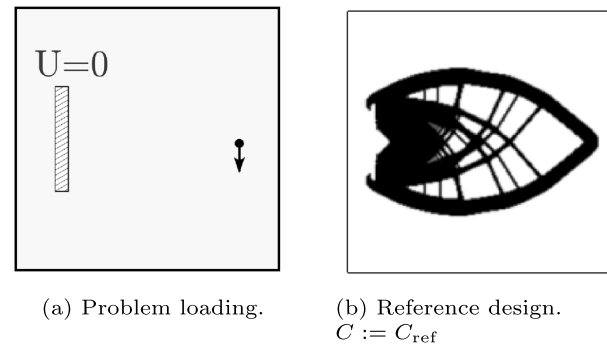 U=0
(a) Problem loading.
(b) Reference design.
C := C_ref